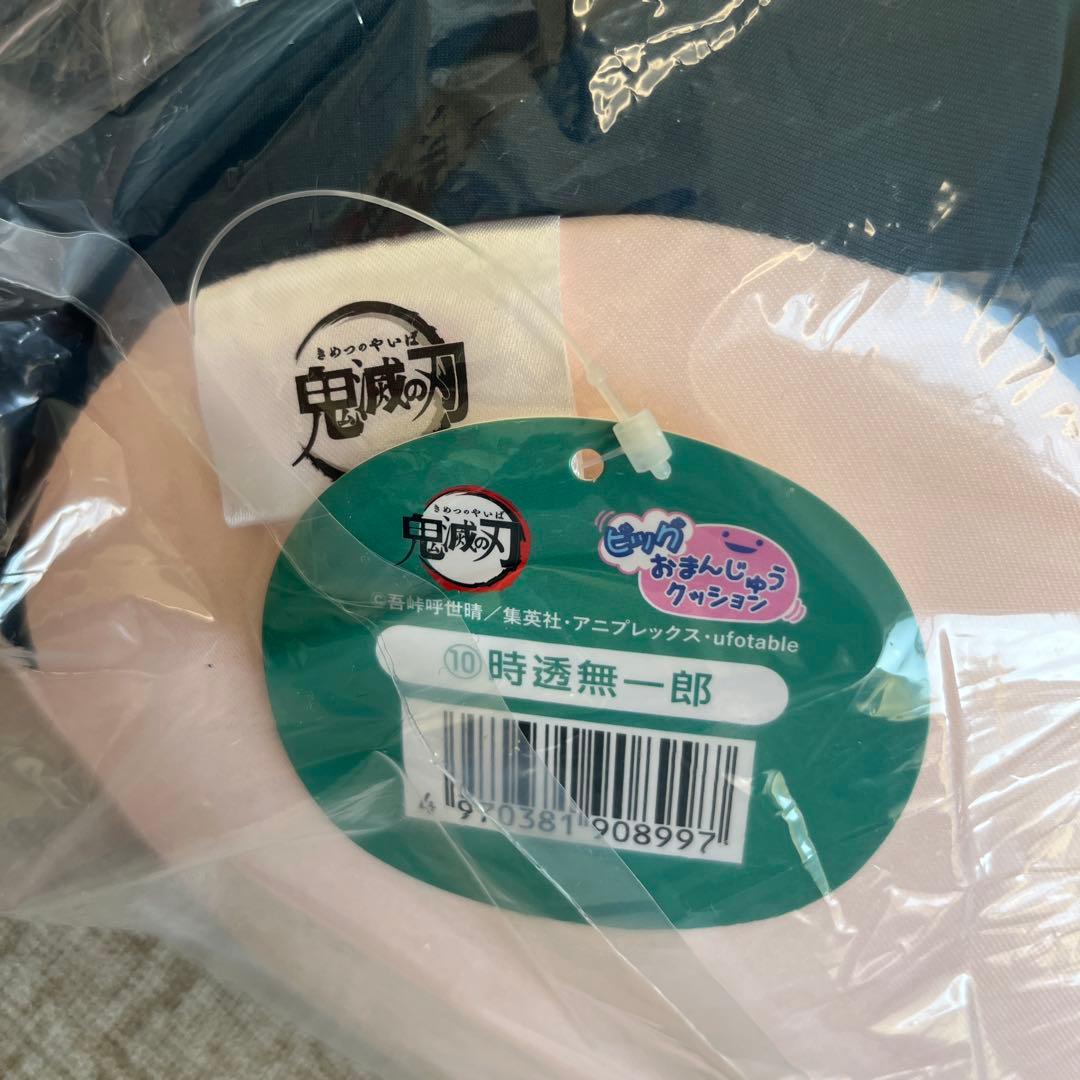 きめつのやいば
鬼滅の刃
きめつのやいば
鬼滅の刃
ビッグ
おまんじゅう
クッション
©吾峠呼世晴／集英社・アニプレックス・ufotable
⑩時透無一郎
4 970381 908997